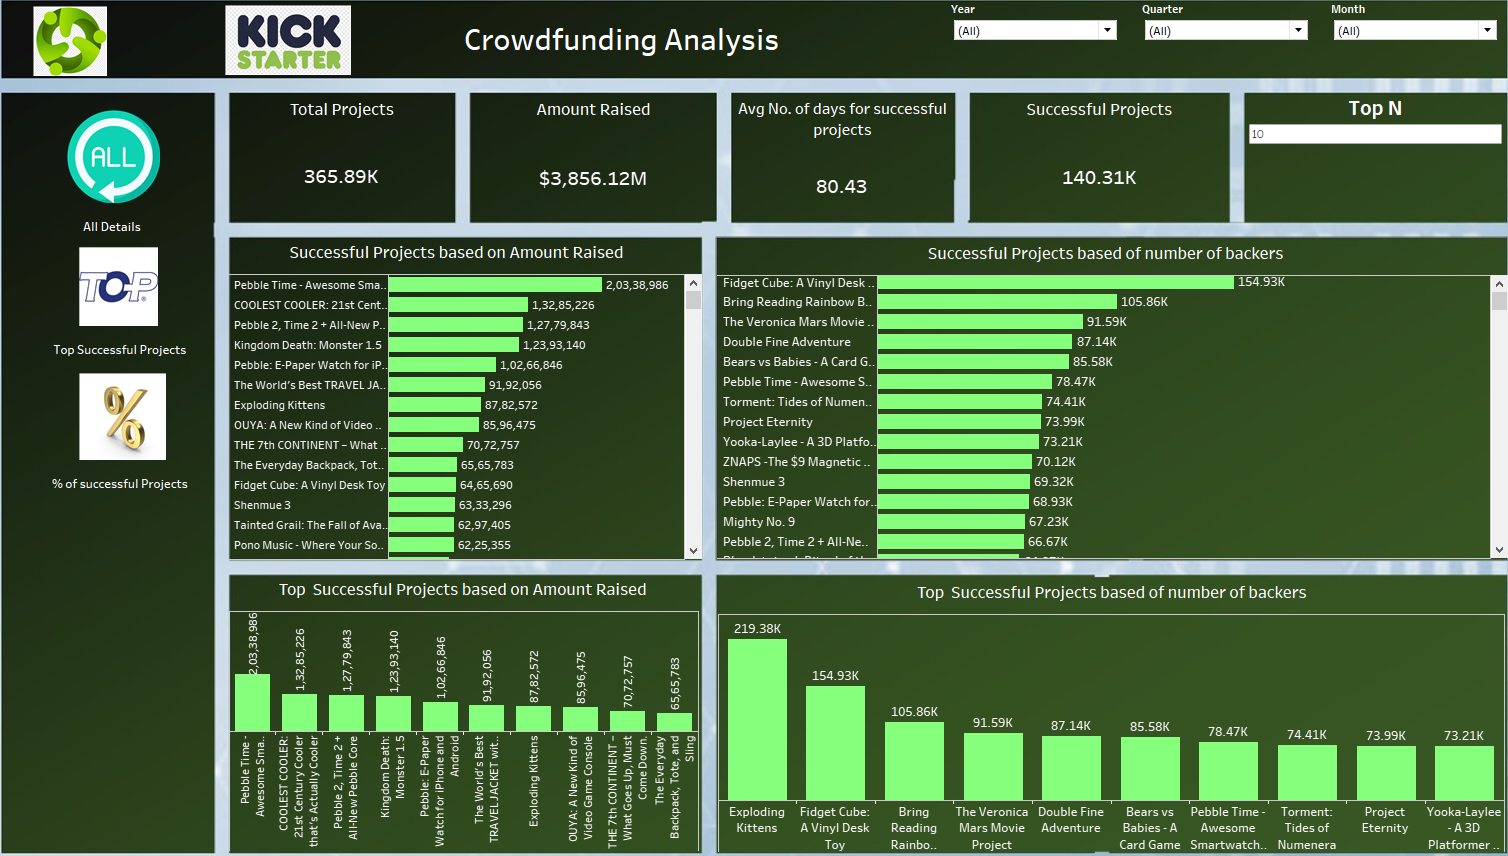 KICK
STARTER
Crowdfunding Analysis
Year
(All)
Quarter
(All)
Month
(All)
ALL
All Details
TOP
Top Successful Projects
%
% of successful Projects
Total Projects
365.89K
Amount Raised
$3,856.12M
Avg No. of days for successful
projects
80.43
Successful Projects
140.31K
Top N
10
Successful Projects based on Amount Raised
Pebble Time - Awesome Sma.. 2,03,38,986
COOLEST COOLER: 21st Cent.. 1,32,85,226
Pebble 2, Time 2 + All-New P.. 1,27,79,843
Kingdom Death: Monster 1.5 1,23,93,140
Pebble: E-Paper Watch for iP.. 1,02,66,846
The World's Best TRAVEL JA.. 91,92,056
Exploding Kittens 87,82,572
OUYA: A New Kind of Video .. 85,96,475
THE 7th CONTINENT – What .. 70,72,757
The Everyday Backpack, Tot.. 65,65,783
Fidget Cube: A Vinyl Desk Toy 64,65,690
Shenmue 3 63,33,296
Tainted Grail: The Fall of Ava.. 62,97,405
Pono Music - Where Your So.. 62,25,355
Successful Projects based of number of backers
Fidget Cube: A Vinyl Desk .. 154.93K
Bring Reading Rainbow B.. 105.86K
The Veronica Mars Movie .. 91.59K
Double Fine Adventure 87.14K
Bears vs Babies - A Card G.. 85.58K
Pebble Time - Awesome S.. 78.47K
Torment: Tides of Numen.. 74.41K
Project Eternity 73.99K
Yooka-Laylee - A 3D Platfo.. 73.21K
ZNAPS -The $9 Magnetic .. 70.12K
Shenmue 3 69.32K
Pebble: E-Paper Watch for.. 68.93K
Mighty No. 9 67.23K
Pebble 2, Time 2 + All-Ne.. 66.67K
Top Successful Projects based on Amount Raised
2,03,38,986
1,32,85,226
1,27,79,843
1,23,93,140
1,02,66,846
91,92,056
87,82,572
85,96,475
70,72,757
65,65,783
Pebble Time -
Awesome Sma..
COOLEST COOLER:
21st Century Cooler
that's Actually Cooler
Pebble 2, Time 2 +
All-New Pebble Core
Kingdom Death:
Monster 1.5
Pebble: E-Paper
Watch for iPhone and
Android
The World's Best
TRAVEL JACKET wit..
Exploding Kittens
OUYA: A New Kind of
Video Game Console
THE 7th CONTINENT –
What Goes Up, Must
Come Down.
The Everyday
Backpack, Tote, and
Sling
Top Successful Projects based of number of backers
219.38K
154.93K
105.86K
91.59K
87.14K
85.58K
78.47K
74.41K
73.99K
73.21K
Exploding
Kittens
Fidget Cube:
A Vinyl Desk
Toy
Bring
Reading
Rainbo..
The Veronica
Mars Movie
Project
Double Fine
Adventure
Bears vs
Babies - A
Card Game
Pebble Time -
Awesome
Smartwatch..
Torment:
Tides of
Numenera
Project
Eternity
Yooka-Laylee
- A 3D
Platformer ..